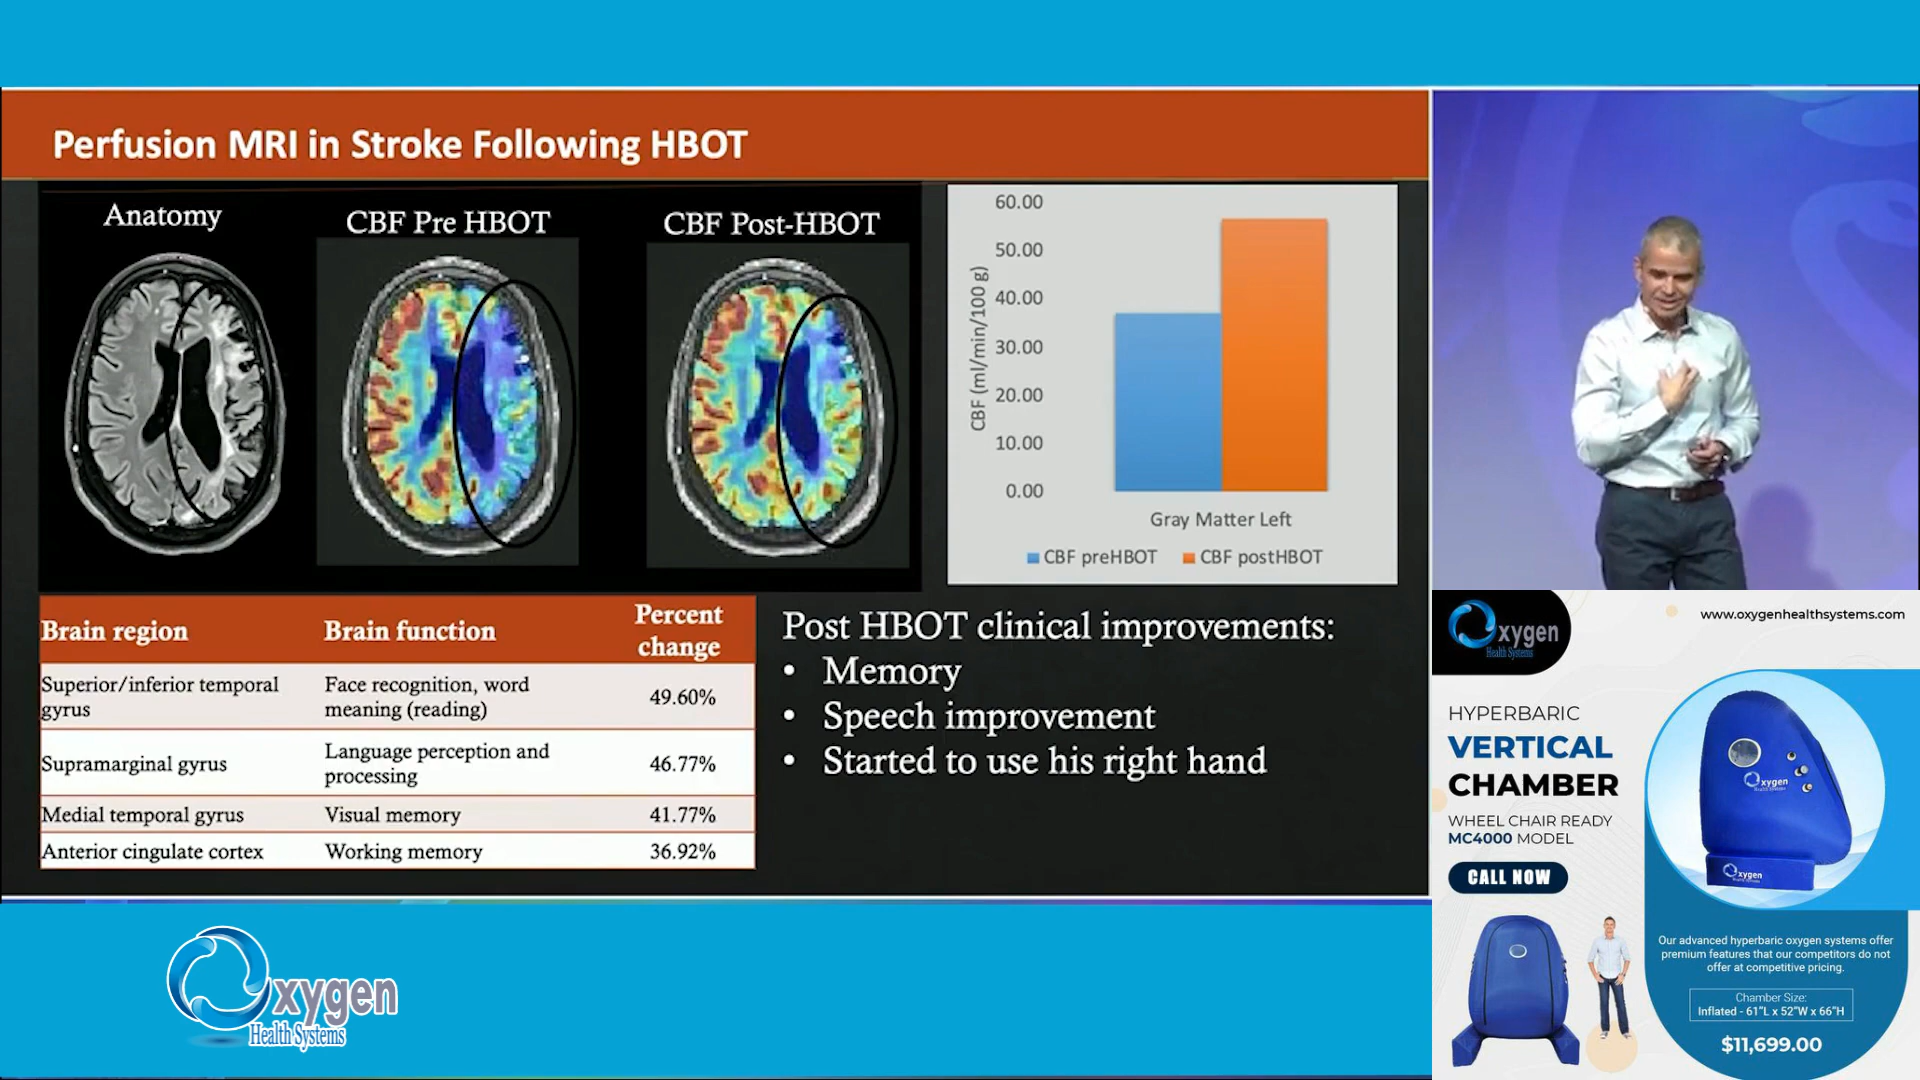 Perfusion MRI in Stroke Following HBOT
Anatomy
CBF Pre HBOT
CBF Post-HBOT
60.00
50.00
40.00
30.00
20.00
10.00
0.00
CBF (ml/min/100 g)
Gray Matter Left
CBF preHBOT
CBF postHBOT
Brain region
Brain function
Percent
change
Superior/inferior temporal
gyrus
Face recognition, word
meaning (reading)
49.60%
Supramarginal gyrus
Language perception and
processing
46.77%
Medial temporal gyrus
Visual memory
41.77%
Anterior cingulate cortex
Working memory
36.92%
Post HBOT clinical improvements:
• Memory
• Speech improvement
• Started to use his right hand
Oxygen
Health Systems
Oxygen
Health Systems
www.oxygenhealthsystems.com
HYPERBARIC
VERTICAL
CHAMBER
WHEEL CHAIR READY
MC4000 MODEL
CALL NOW
Oxygen
Oxygen
Our advanced hyperbaric oxygen systems offer
premium features that our competitors do not
offer at competitive pricing.
Chamber Size:
Inflated - 61"L x 52"W x 66"H
$11,699.00